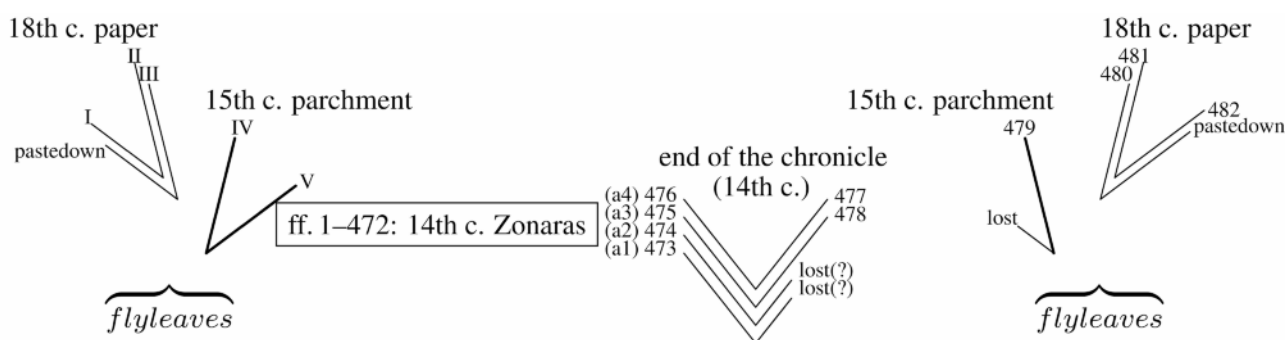 18th c. paper
II
III
I
pastedown
15th c. parchment
IV
V
flyleaves
ff. 1–472: 14th c. Zonaras
end of the chronicle
(14th c.)
(a4) 476
(a3) 475
(a2) 474
(a1) 473
477
478
lost(?)
lost(?)
15th c. parchment
479
lost
18th c. paper
481
480
482
pastedown
flyleaves